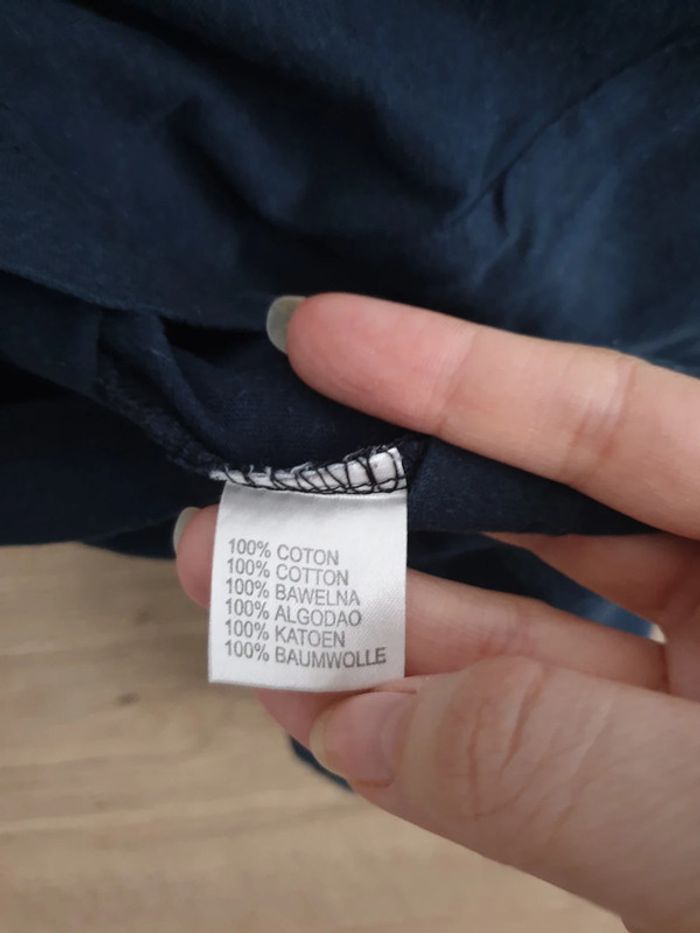 100% COTON
100% COTTON
100% BAWELNA
100% ALGODAO
100% KATOEN
100% BAUMWOLLE